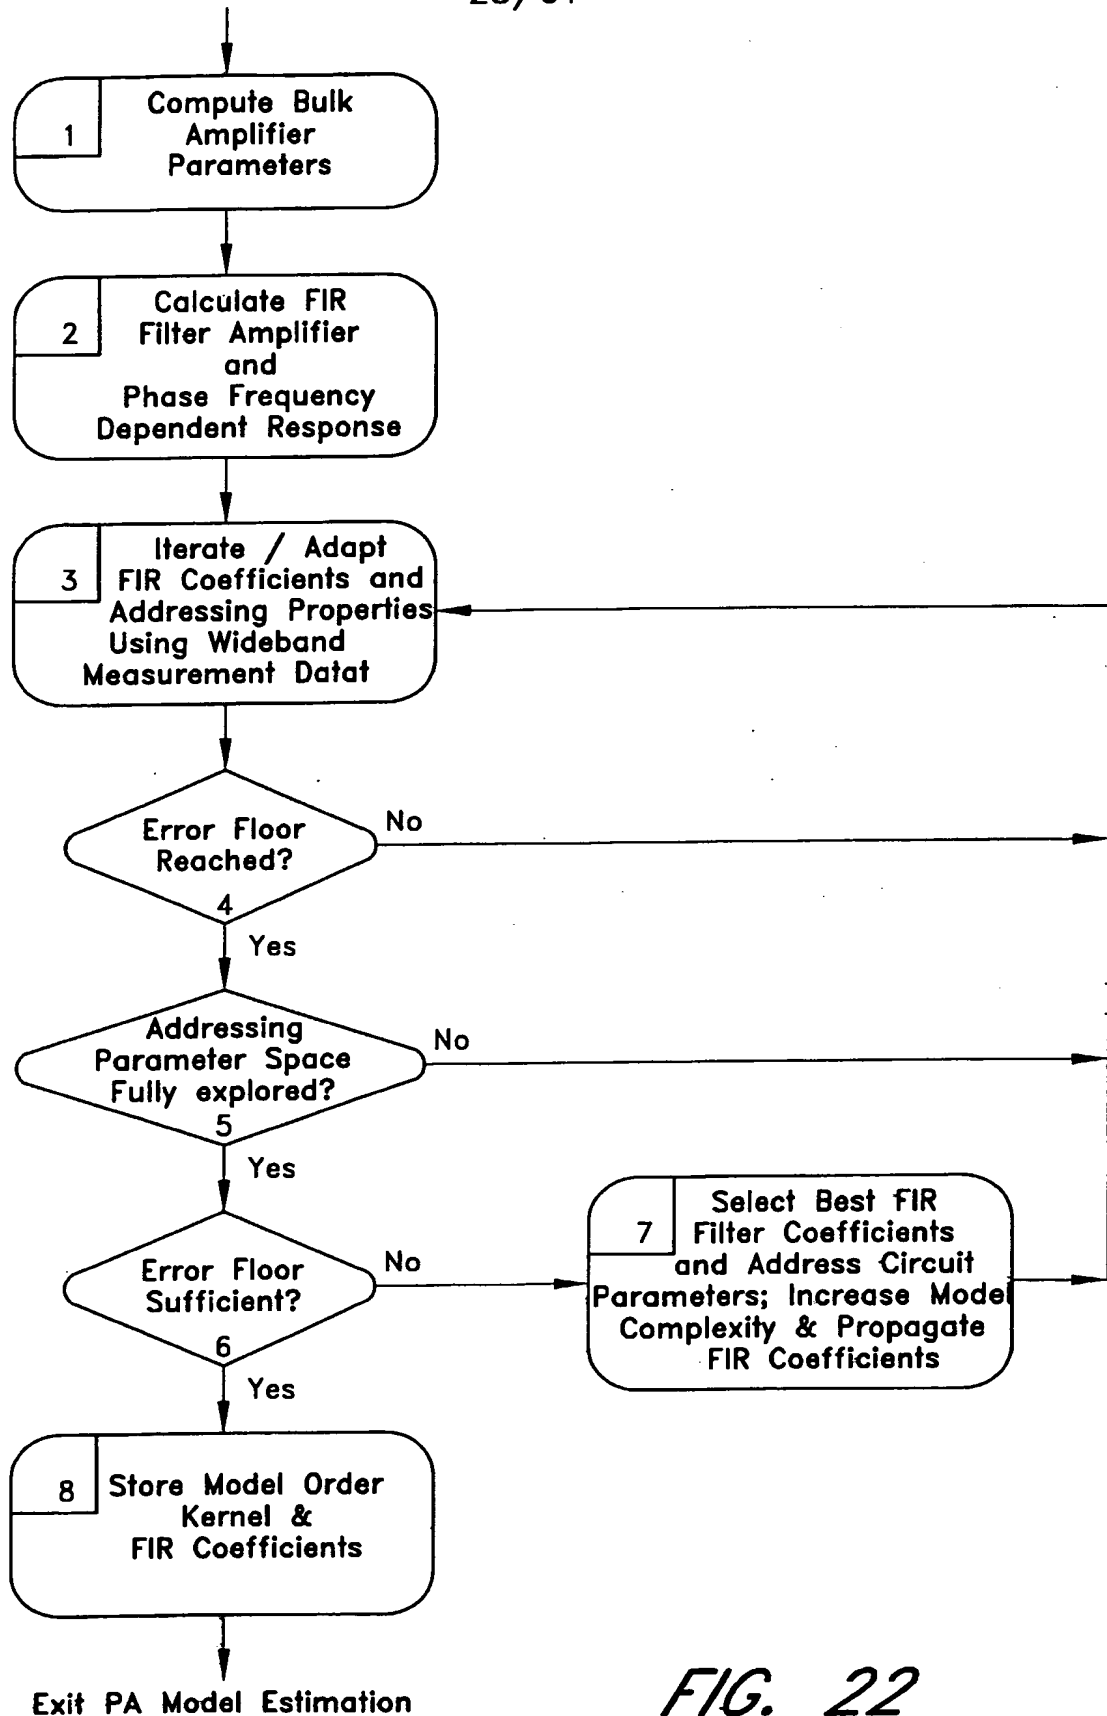 1
Compute Bulk
Amplifier
Parameters
2
Calculate FIR
Filter Amplifier
and
Phase Frequency
Dependent Response
3
Iterate / Adapt
FIR Coefficients and
Addressing Properties
Using Wideband
Measurement Datat
Error Floor
Reached?
4
No
Yes
Addressing
Parameter Space
Fully explored?
5
No
Yes
Error Floor
Sufficient?
6
No
Yes
7
Select Best FIR
Filter Coefficients
and Address Circuit
Parameters; Increase Model
Complexity & Propagate
FIR Coefficients
8
Store Model Order
Kernel &
FIR Coefficients
Exit PA Model Estimation
FIG. 22